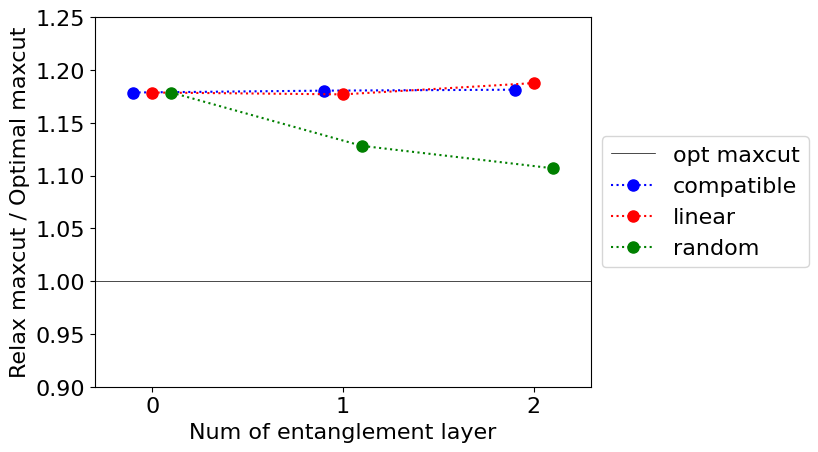 Relax maxcut / Optimal maxcut
1.25
1.20
1.15
1.10
1.05
1.00
0.95
0.90
0
1
2
Num of entanglement layer
opt maxcut
compatible
linear
random